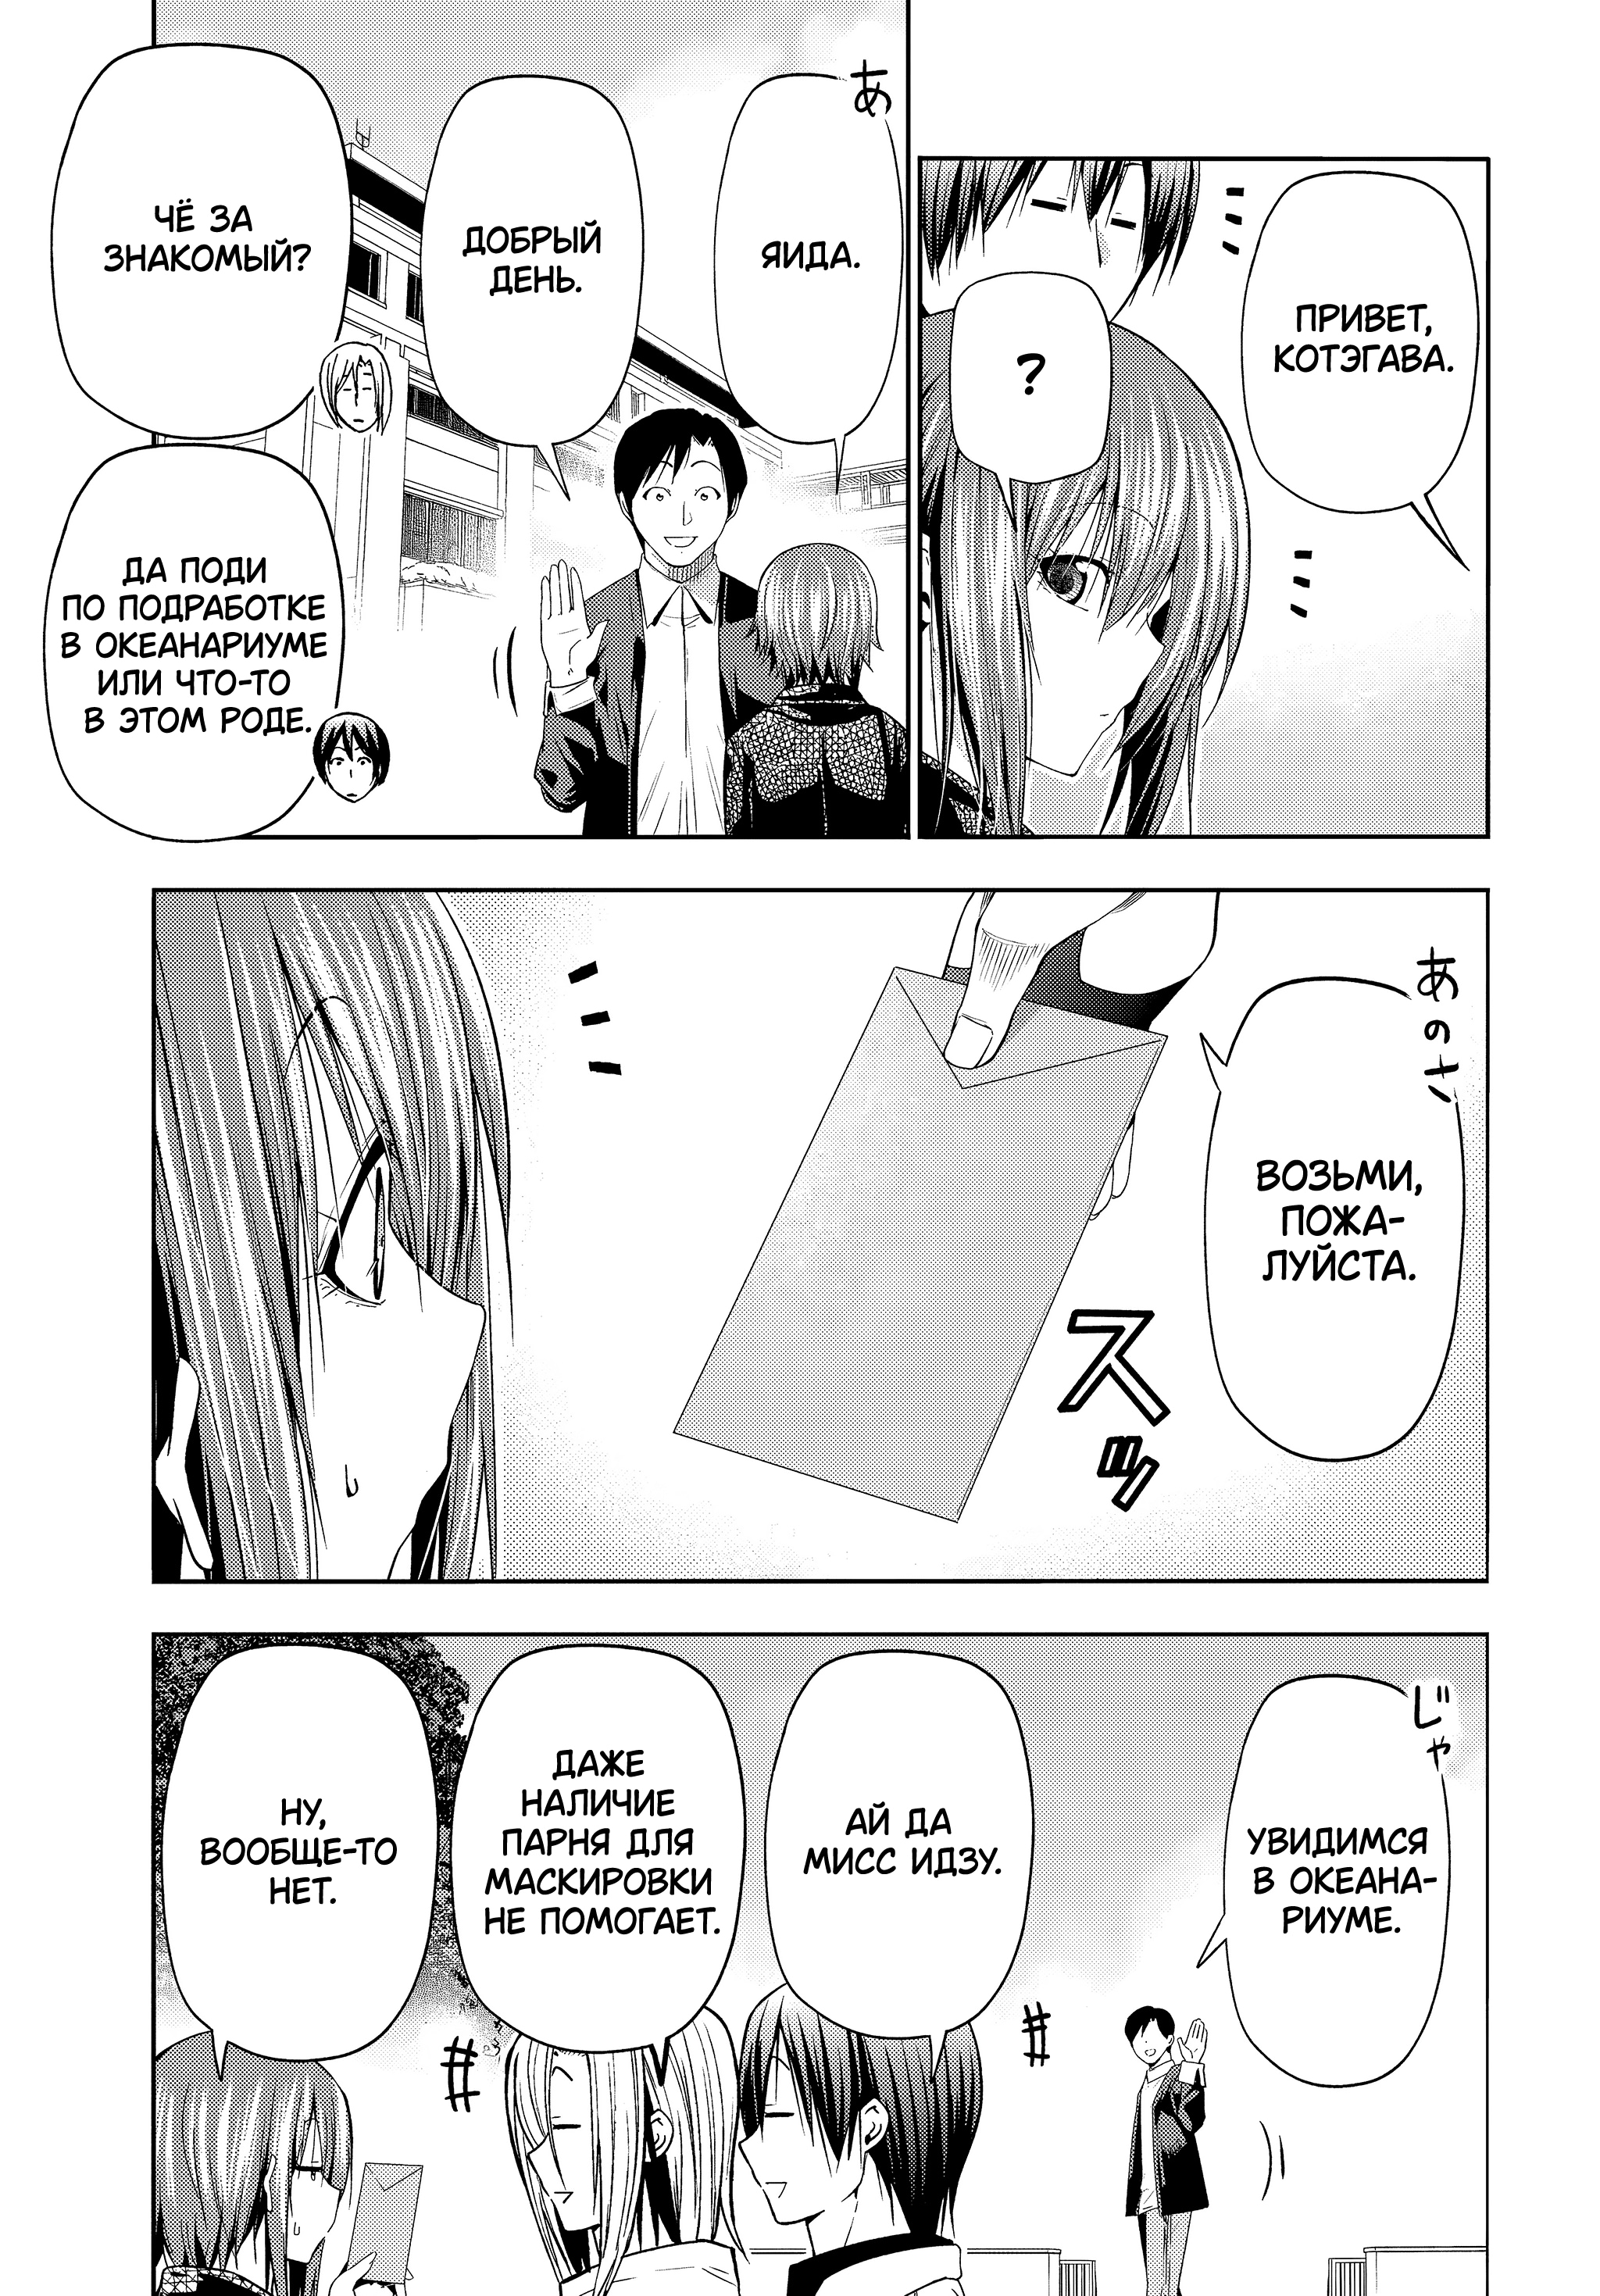 ПРИВЕТ,
КОТЭГАВА.
?
あ
ЯИДА.
ДОБРЫЙ
ДЕНЬ.
ЧЁ ЗА
ЗНАКОМЫЙ?
ДА ПОДИ
ПО ПОДРАБОТКЕ
В ОКЕАНАРИУМЕ
ИЛИ ЧТО-ТО
В ЭТОМ РОДЕ.
あのさ
ВОЗЬМИ,
ПОЖА-
ЛУЙСТА.
スッ
じゃ
УВИДИМСЯ
В ОКЕАНА-
РИУМЕ.
АЙ ДА
МИСС ИДЗУ.
ДАЖЕ
НАЛИЧИЕ
ПАРНЯ ДЛЯ
МАСКИРОВКИ
НЕ ПОМОГАЕТ.
НУ,
ВООБЩЕ-ТО
НЕТ.